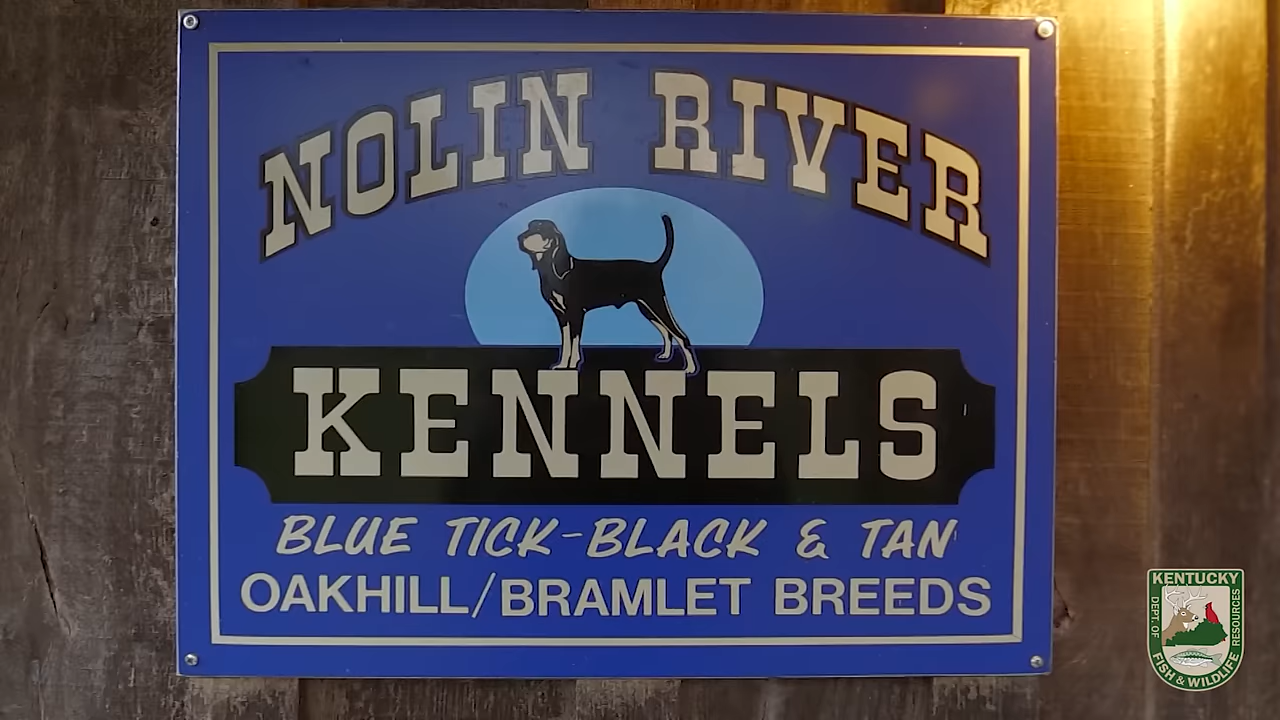 NOLIN RIVER
KENNELS
BLUE TICK-BLACK & TAN
OAKHILL/BRAMLET BREEDS
KENTUCKY
DEPT. OF
FISH & WILDLIFE
RESOURCES